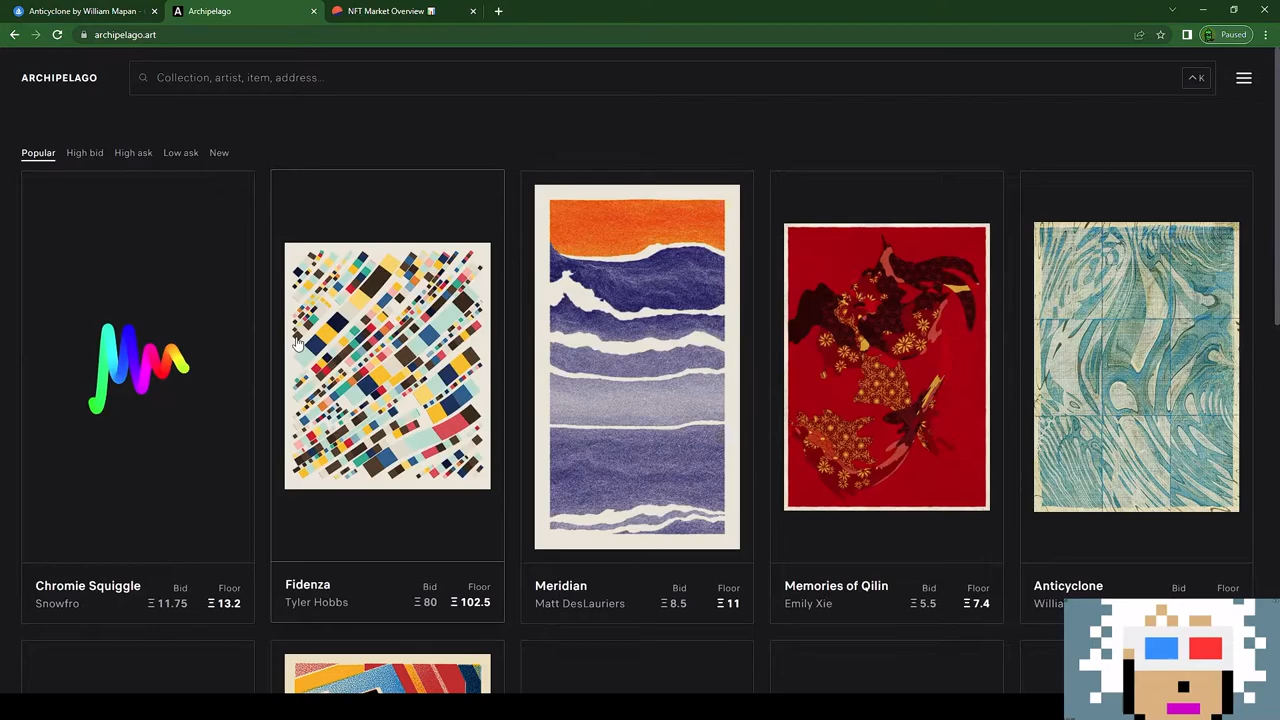 Anticyclone by William Mapan -
Archipelago
NFT Market Overview
archipelago.art
Paused
ARCHIPELAGO
Collection, artist, item, address...
K
Popular
High bid
High ask
Low ask
New
Chromie Squiggle
Snowfro
Bid
Ξ 11.75
Floor
Ξ 13.2
Fidenza
Tyler Hobbs
Bid
Ξ 80
Floor
Ξ 102.5
Meridian
Matt DesLauriers
Bid
Ξ 8.5
Floor
Ξ 11
Memories of Qilin
Emily Xie
Bid
Ξ 5.5
Floor
Ξ 7.4
Anticyclone
Bid
Floor